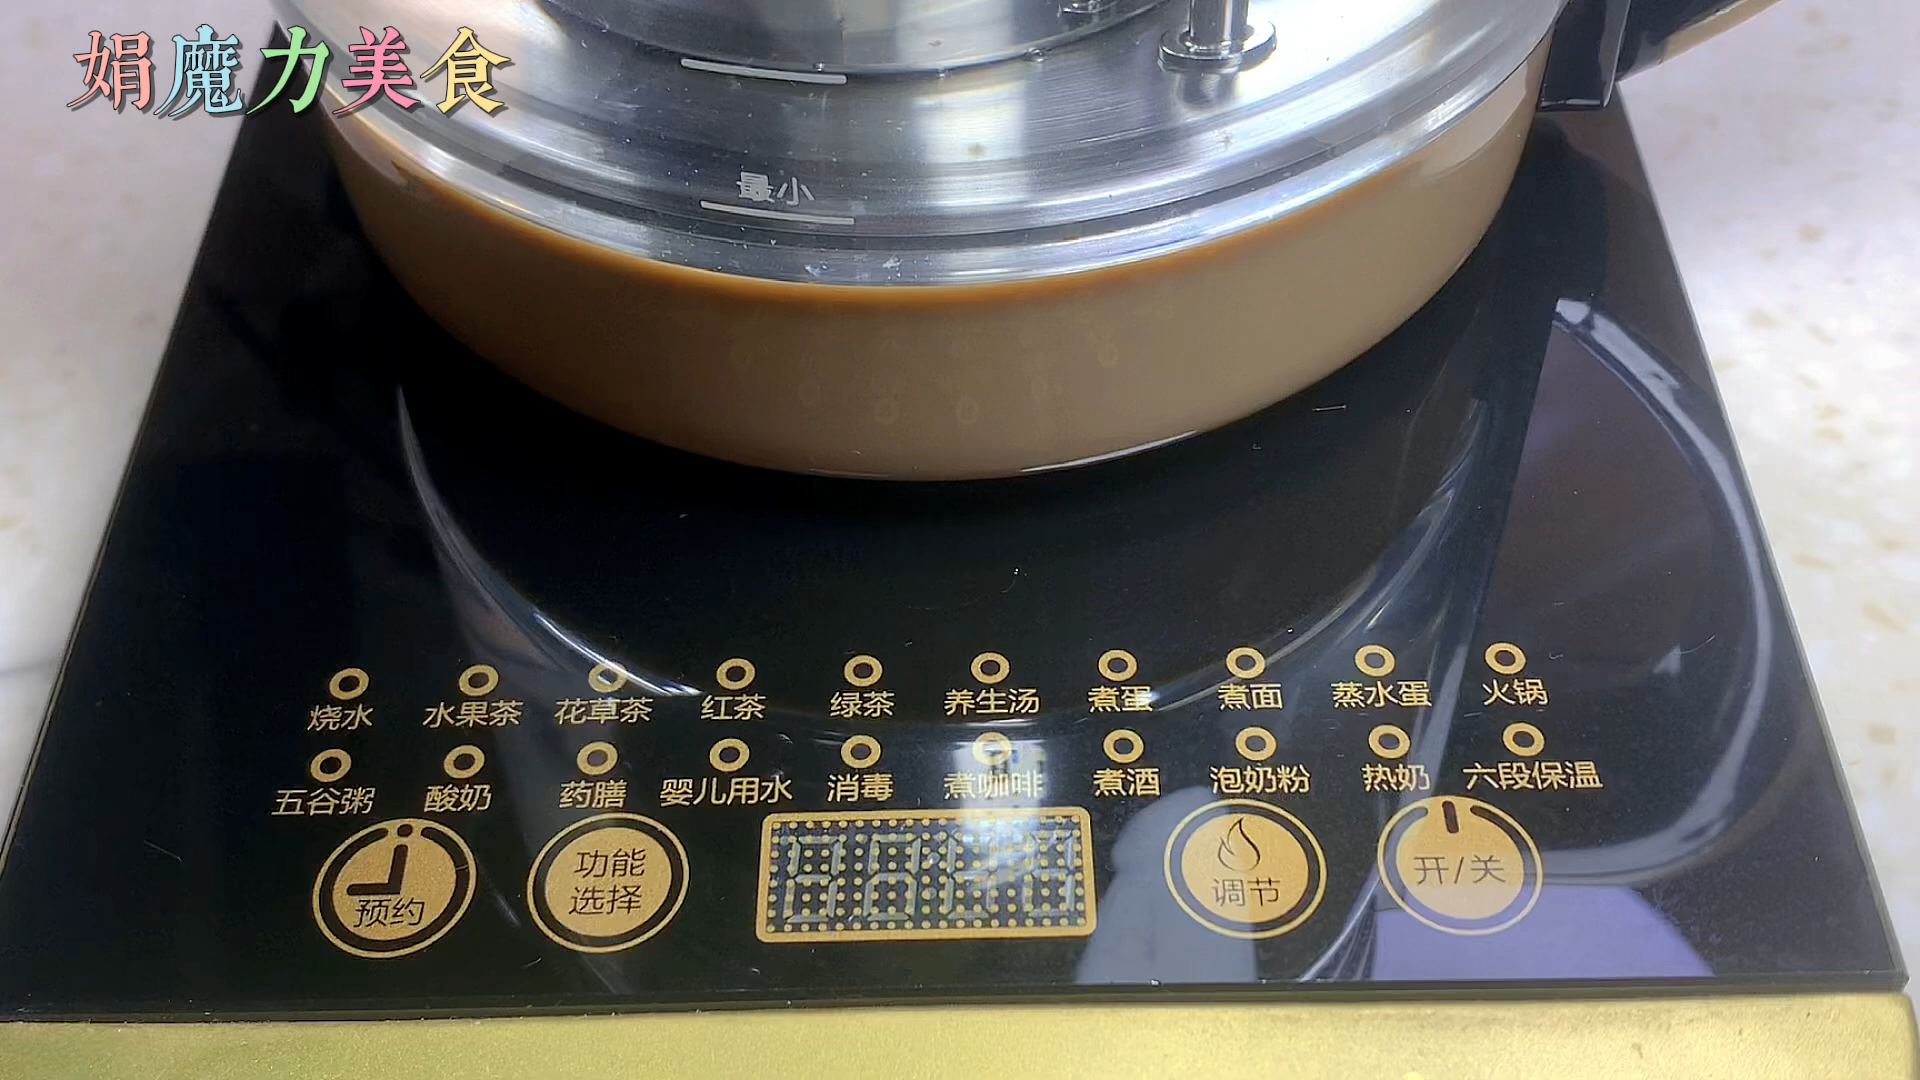 娟魔力美食
最小
烧水 水果茶 花草茶 红茶 绿茶 养生汤 煮蛋 煮面 蒸水蛋 火锅
五谷粥 酸奶 药膳 婴儿用水 消毒 煮咖啡 煮酒 泡奶粉 热奶 六段保温
预约
功能
选择
调节
开/关